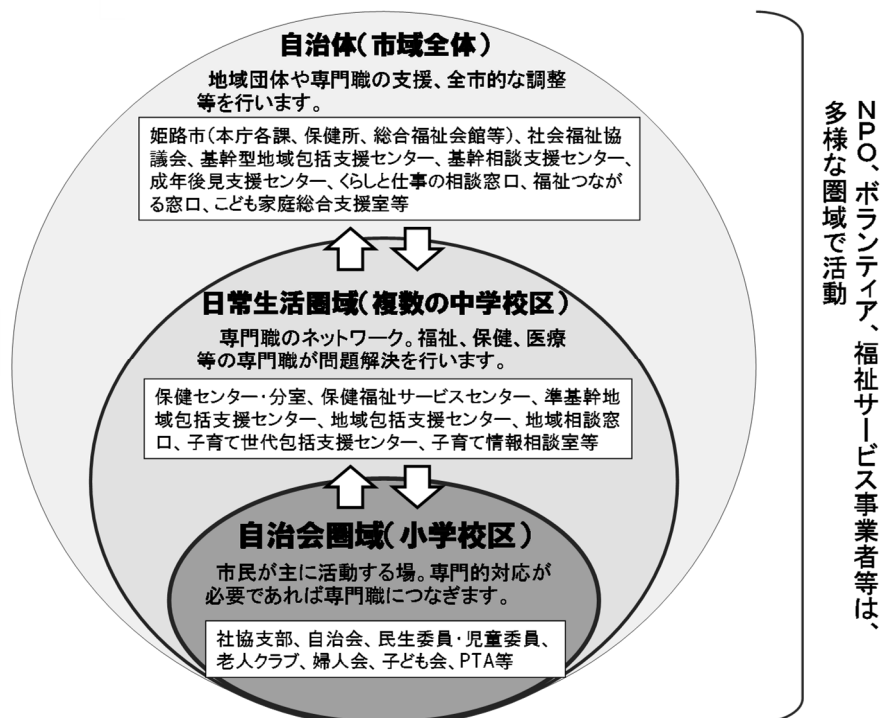 自治体(市域全体)
地域団体や専門職の支援、全市的な調整
等を行います。
姫路市(本庁各課、保健所、総合福祉会館等)、社会福祉協
議会、基幹型地域包括支援センター、基幹相談支援センター、
成年後見支援センター、くらしと仕事の相談窓口、福祉つなが
る窓口、こども家庭総合支援室等
日常生活圏域(複数の中学校区)
専門職のネットワーク。福祉、保健、医療
等の専門職が問題解決を行います。
保健センター・分室、保健福祉サービスセンター、準基幹地
域包括支援センター、地域包括支援センター、地域相談窓
口、子育て世代包括支援センター、子育て情報相談室等
自治会圏域(小学校区)
市民が主に活動する場。専門的対応が
必要であれば専門職につなぎます。
社協支部、自治会、民生委員・児童委員、
老人クラブ、婦人会、子ども会、PTA等
NPO、ボランティア、福祉サービス事業者等は、
多様な圏域で活動